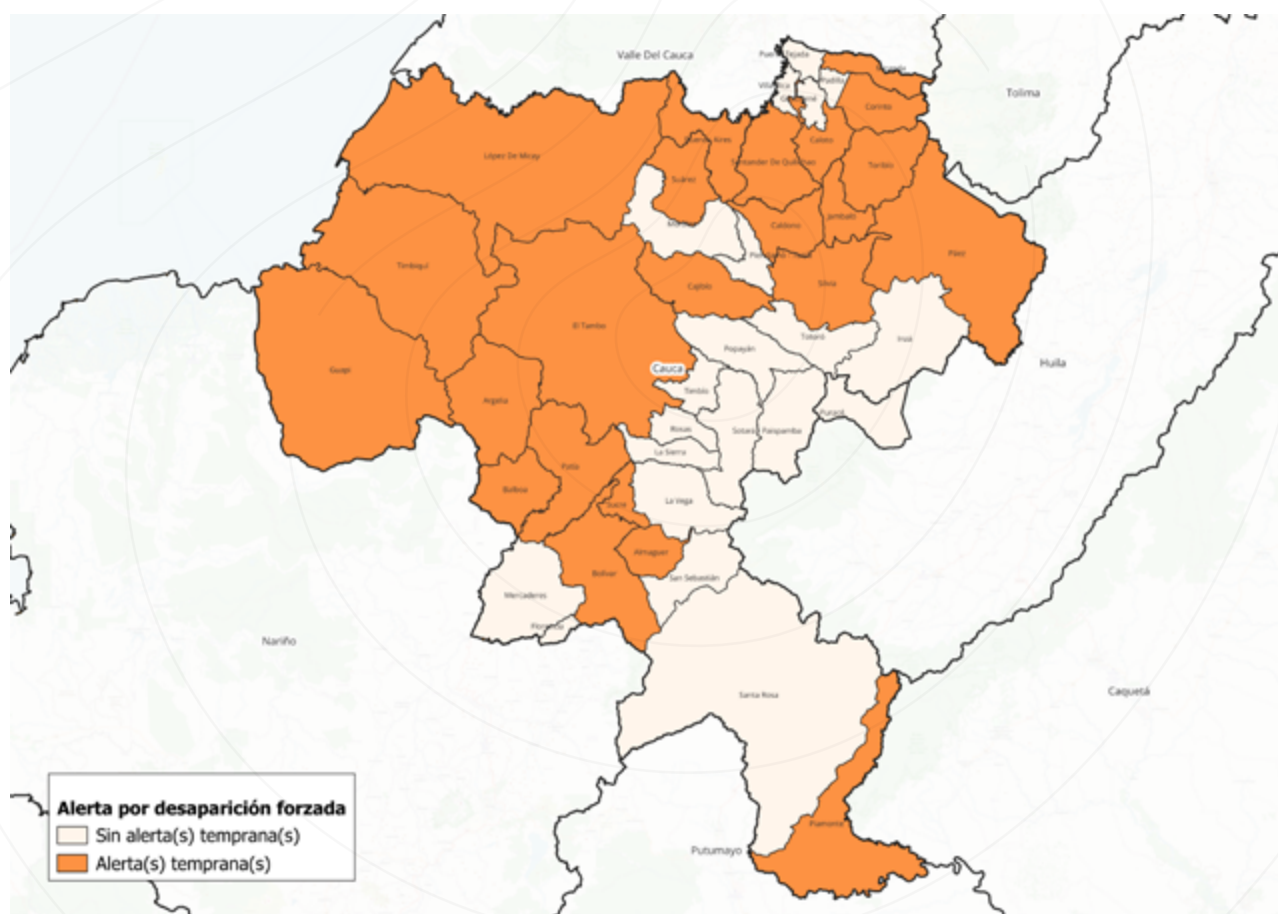 Valle Del Cauca
Tolima
Padilla
Corinto
López De Micay
Buenos Aires
Caloto
Santander De Quilichao
Toribío
Suárez
Jambaló
Caldono
Páez
Timbiquí
Silvia
Cajibío
El Tambo
Totoró
Inzá
Popayán
Huila
Cauca
Guapi
Timbío
Argelia
Puracé
Rosas
Sotará
Paispamba
La Sierra
Patía
Balboa
La Vega
Sucre
Almaguer
Bolívar
San Sebastián
Mercaderes
Florencia
Nariño
Santa Rosa
Caquetá
Piamonte
Putumayo
Alerta por desaparición forzada
Sin alerta(s) temprana(s)
Alerta(s) temprana(s)